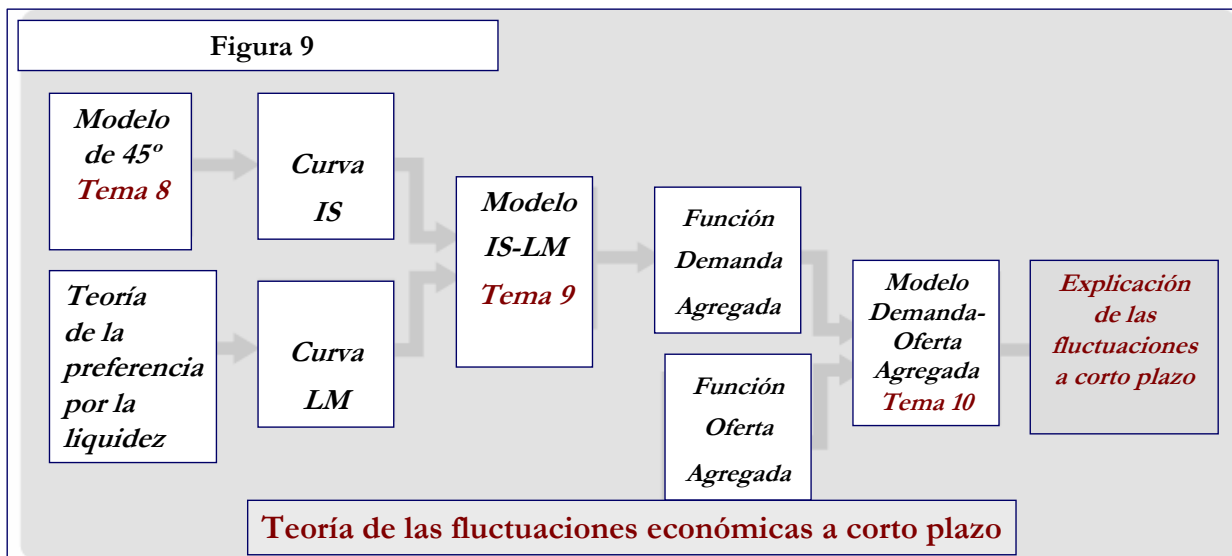 Figura 9
Modelo
de 45º
Tema 8
Curva
IS
Teoría
de la
preferencia
por la
liquidez
Curva
LM
Modelo
IS-LM
Tema 9
Función
Demanda
Agregada
Función
Oferta
Agregada
Modelo
Demanda-
Oferta
Agregada
Tema 10
Explicación
de las
fluctuaciones
a corto plazo
Teoría de las fluctuaciones económicas a corto plazo